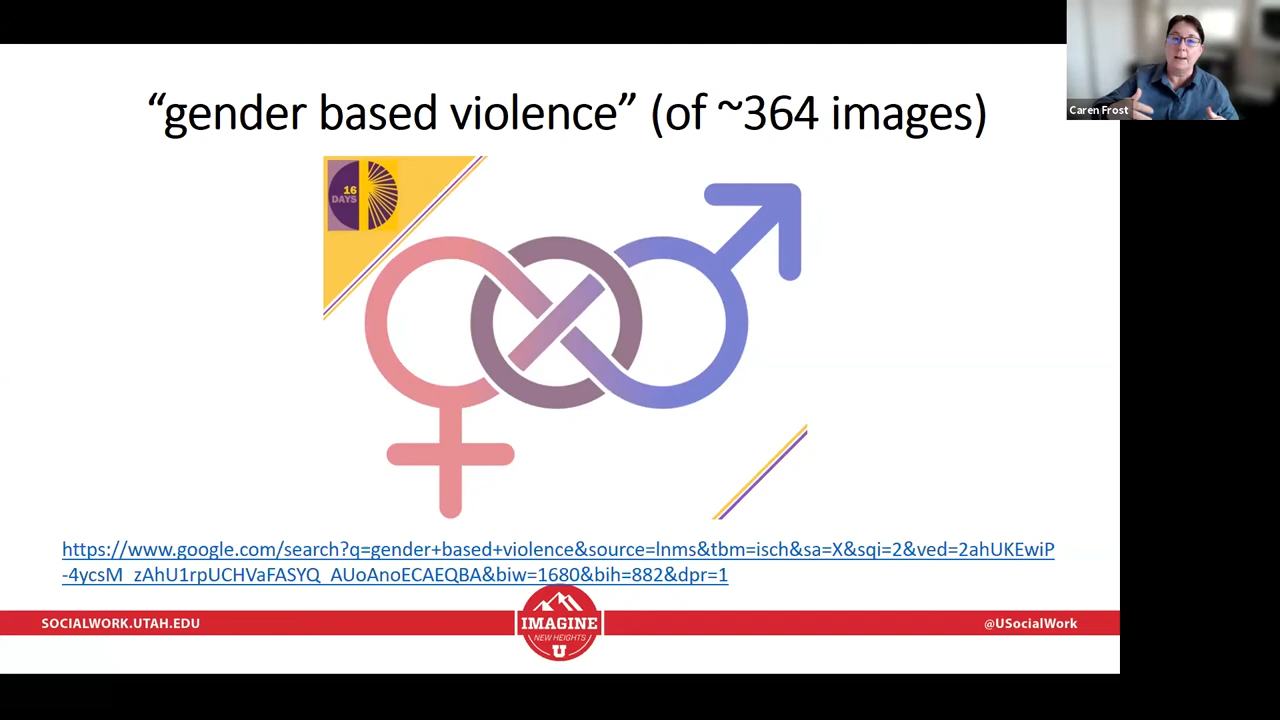 “gender based violence” (of ~364 images)
Caren Frost
16
DAYS
https://www.google.com/search?q=gender+based+violence&source=lnms&tbm=isch&sa=X&sqi=2&ved=2ahUKEwiP
-4ycsM_zAhU1rpUCHVaFASYQ_AUoAnoECAEQBA&biw=1680&bih=882&dpr=1
SOCIALWORK.UTAH.EDU
IMAGINE
NEW HEIGHTS
U
@USocialWork